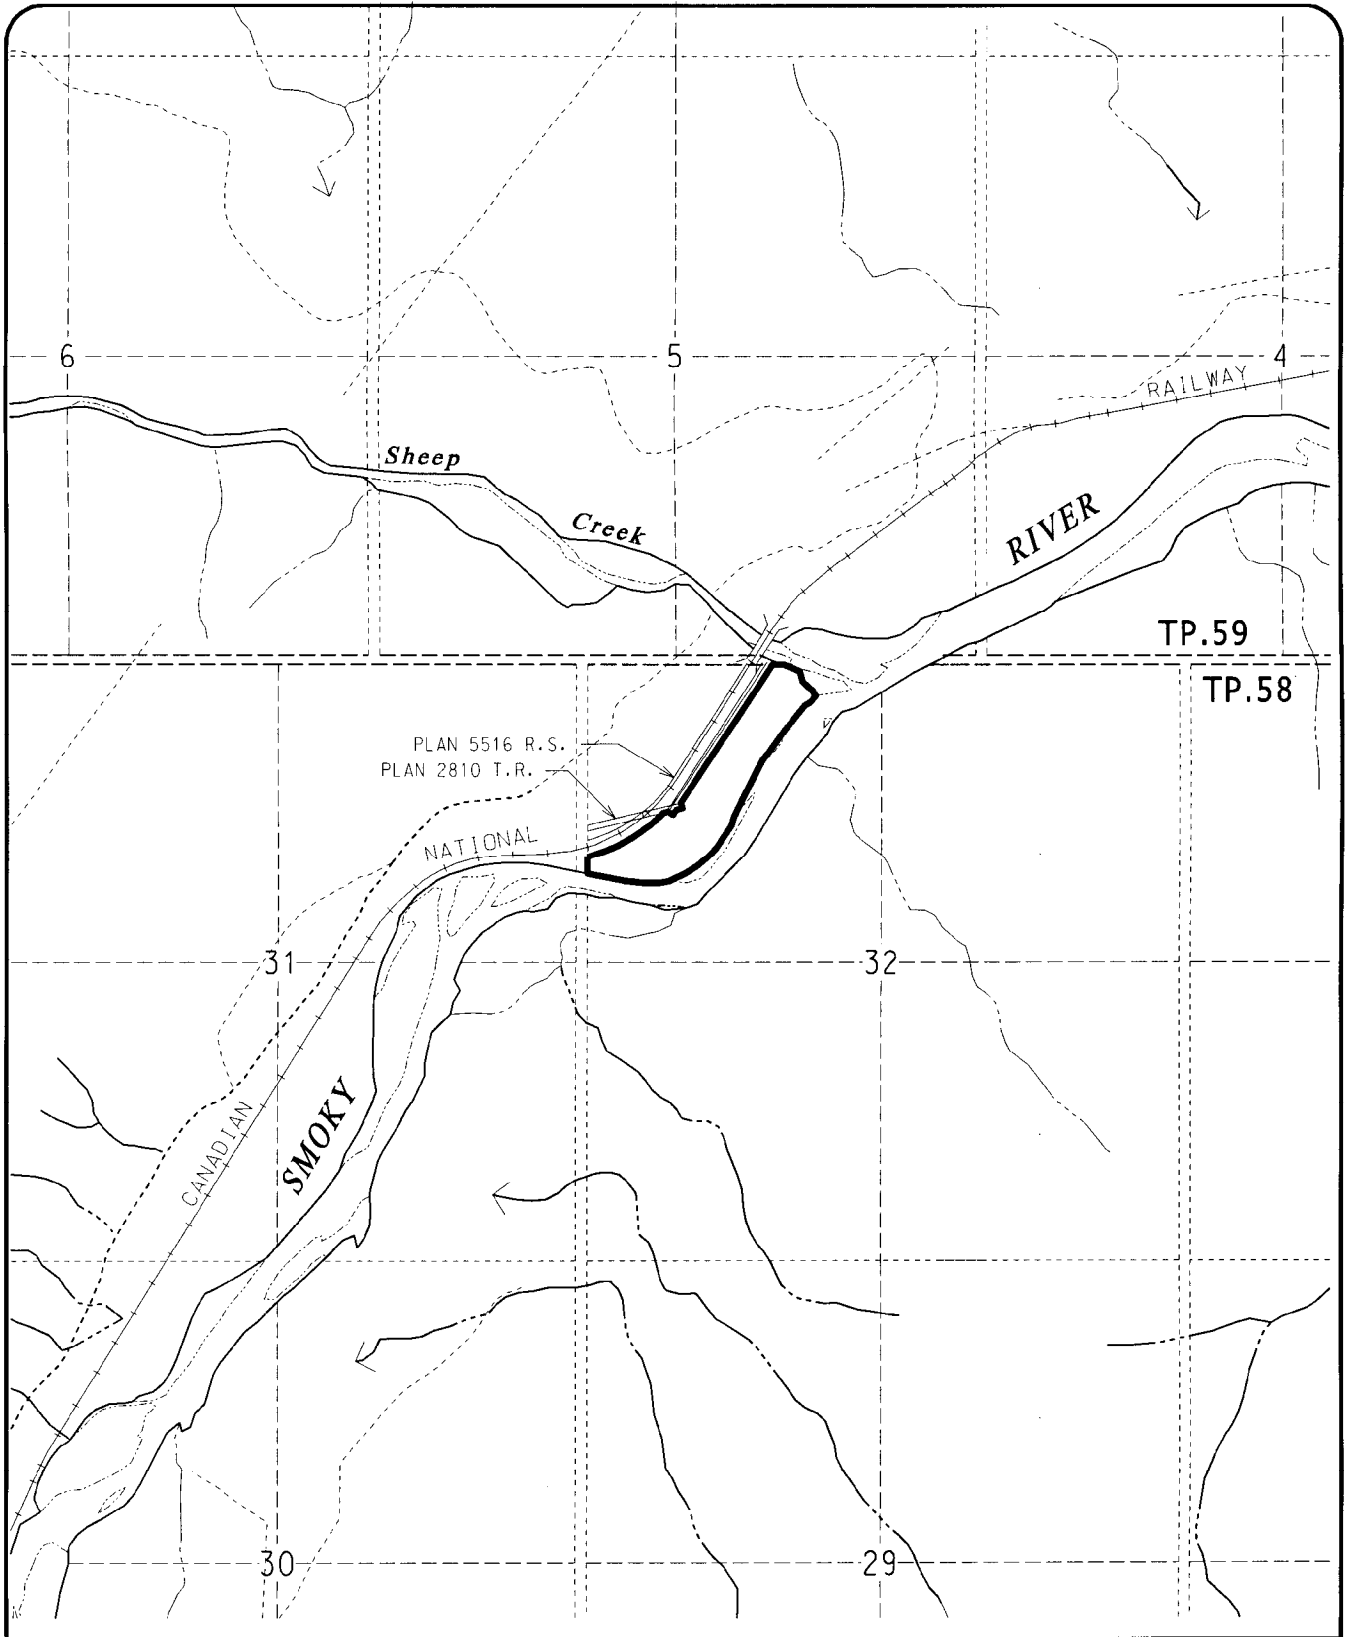 6
5
4
RAILWAY
Sheep
Creek
RIVER
TP.59
TP.58
PLAN 5516 R.S.
PLAN 2810 T.R.
NATIONAL
31
32
CANADIAN
SMOKY
30
29